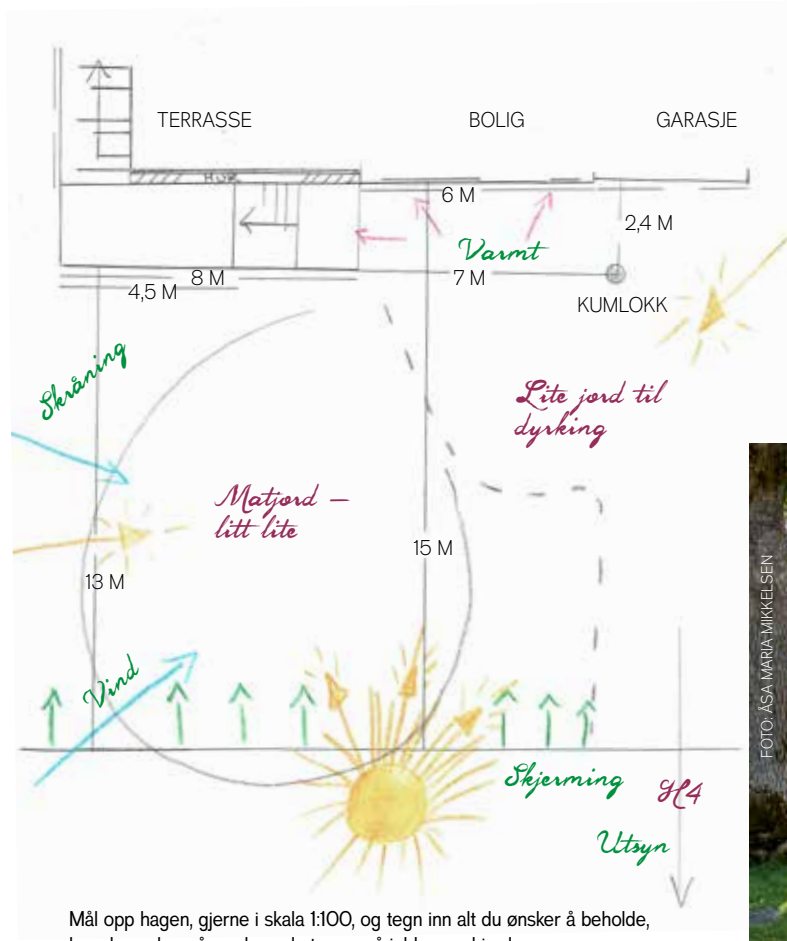 TERRASSE
BOLIG
GARASJE
6 M
2,4 M
Varmt
8 M
7 M
4,5 M
KUMLOKK
Skråning
Lite jord til
dyrking
Matjord –
litt lite
15 M
13 M
Vind
Skjerming
H4
Utsyn
FOTO: ÅSA MARIA MIKKELSEN
Mål opp hagen, gjerne i skala 1:100, og tegn inn alt du ønsker å beholde,